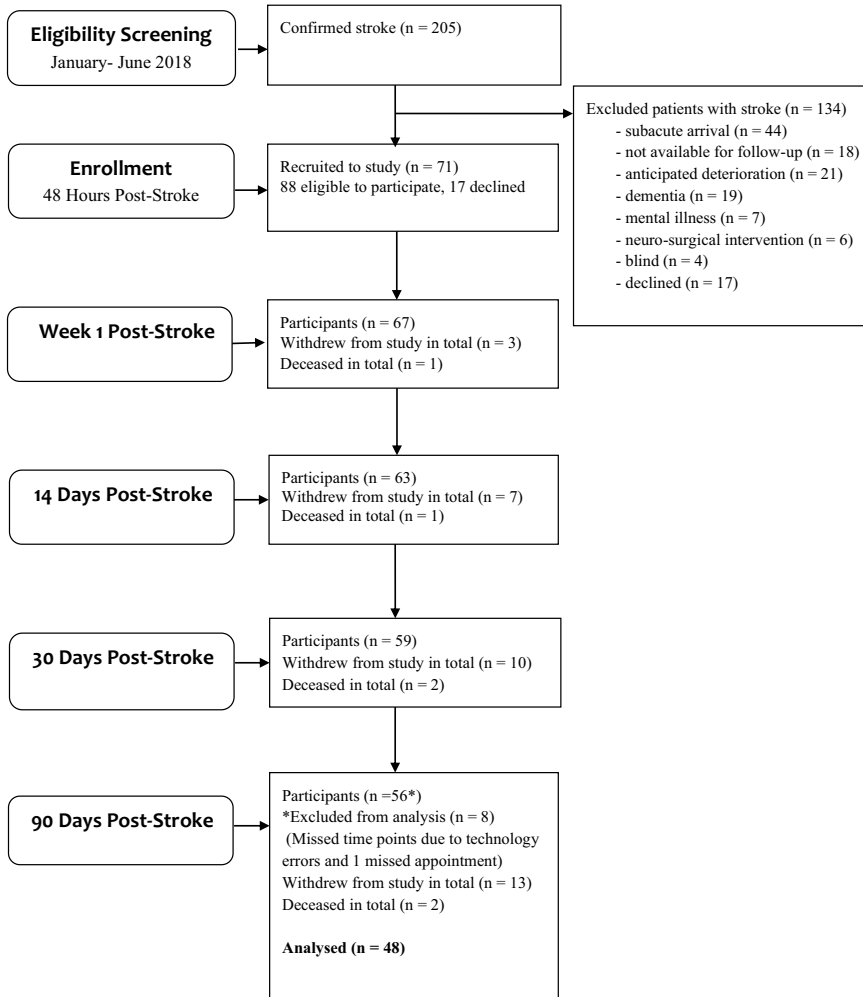 Eligibility Screening
January- June 2018
Confirmed stroke (n = 205)
Excluded patients with stroke (n = 134)
- subacute arrival (n = 44)
- not available for follow-up (n = 18)
- anticipated deterioration (n = 21)
- dementia (n = 19)
- mental illness (n = 7)
- neuro-surgical intervention (n = 6)
- blind (n = 4)
- declined (n = 17)
Enrollment
48 Hours Post-Stroke
Recruited to study (n = 71)
88 eligible to participate, 17 declined
Week 1 Post-Stroke
Participants (n = 67)
Withdrew from study in total (n = 3)
Deceased in total (n = 1)
14 Days Post-Stroke
Participants (n = 63)
Withdrew from study in total (n = 7)
Deceased in total (n = 1)
30 Days Post-Stroke
Participants (n = 59)
Withdrew from study in total (n = 10)
Deceased in total (n = 2)
90 Days Post-Stroke
Participants (n =56*)
*Excluded from analysis (n = 8)
(Missed time points due to technology
errors and 1 missed appointment)
Withdrew from study in total (n = 13)
Deceased in total (n = 2)
Analysed (n = 48)